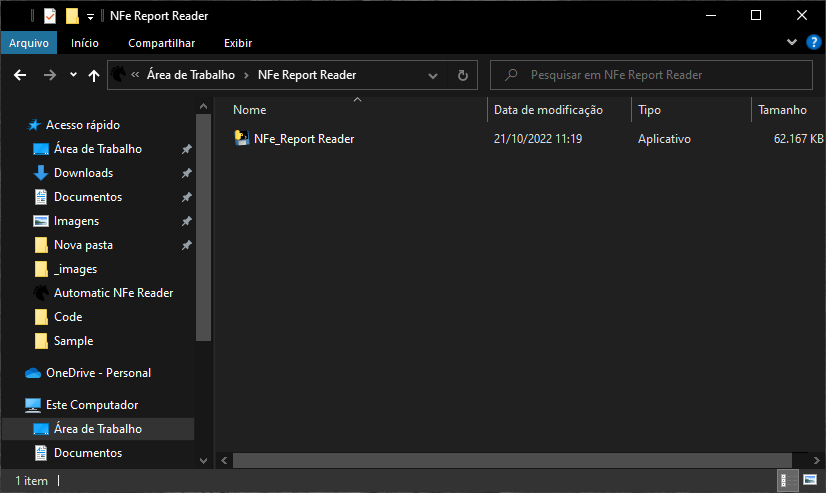 NFe Report Reader
Arquivo Início Compartilhar Exibir
Área de Trabalho NFe Report Reader
Pesquisar em NFe Report Reader
Nome Data de modificação Tipo Tamanho
NFe_Report Reader 21/10/2022 11:19 Aplicativo 62.167 KB
Acesso rápido
Área de Trabalho
Downloads
Documentos
Imagens
Nova pasta
_images
Automatic NFe Reader
Code
Sample
OneDrive - Personal
Este Computador
Área de Trabalho
Documentos
1 item